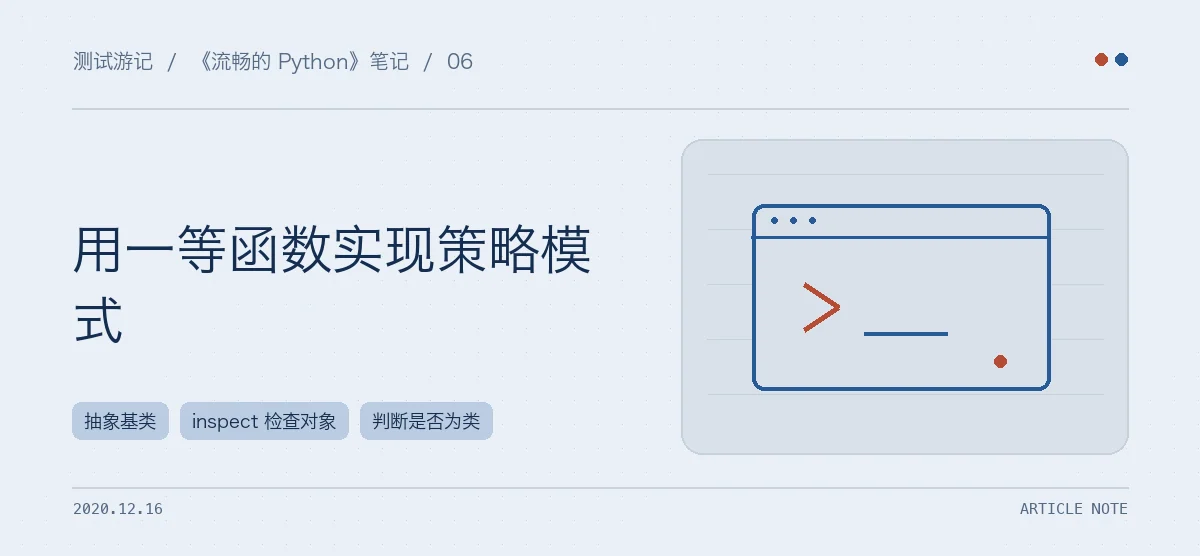 测试游记 / 《流畅的 Python》笔记 / 06
用一等函数实现策略模
式
抽象基类 inspect 检查对象 判断是否为类
2020.12.16 ARTICLE NOTE